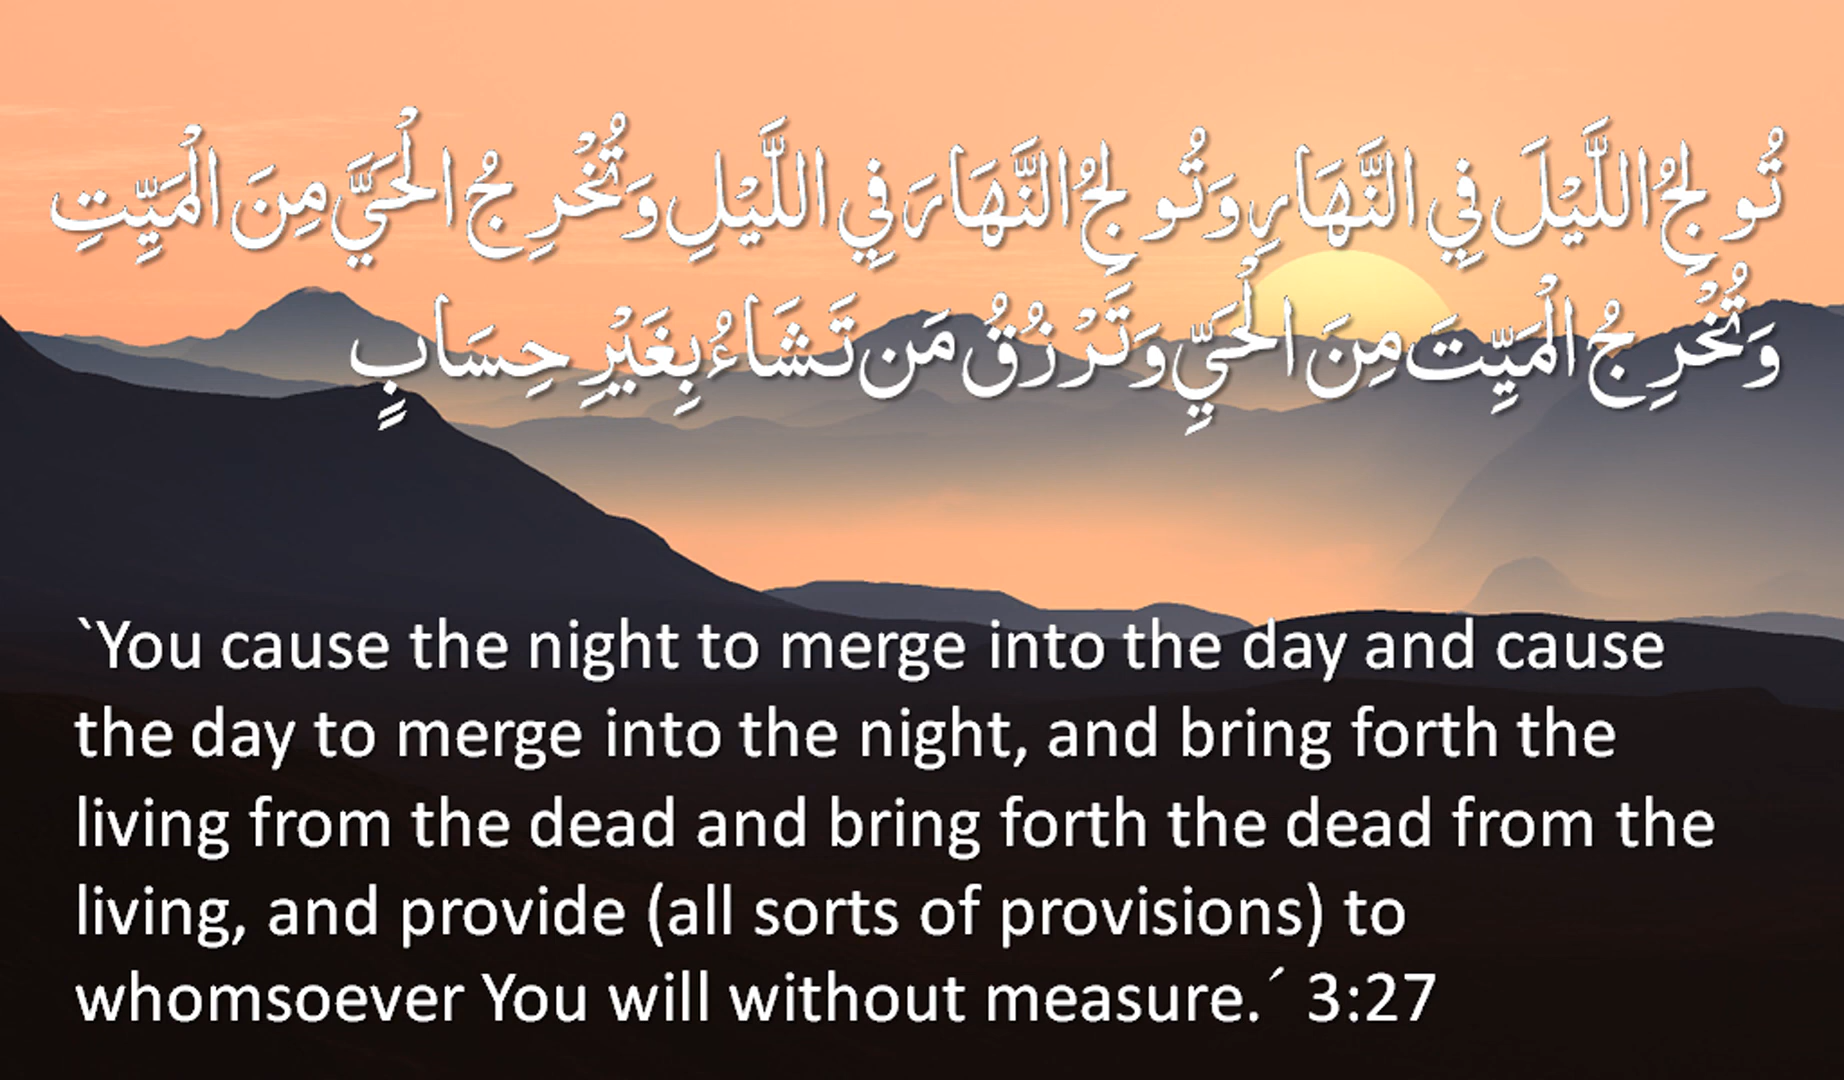 تُولِجُ اللَّيْلَ فِي النَّهَارِ وَتُولِجُ النَّهَارَ فِي اللَّيْلِ وَتُخْرِجُ الْحَيَّ مِنَ الْمَيِّتِ
وَتُخْرِجُ الْمَيِّتَ مِنَ الْحَيِّ وَتَرْزُقُ مَن تَشَاءُ بِغَيْرِ حِسَابٍ
`You cause the night to merge into the day and cause
the day to merge into the night, and bring forth the
living from the dead and bring forth the dead from the
living, and provide (all sorts of provisions) to
whomsoever You will without measure.´ 3:27